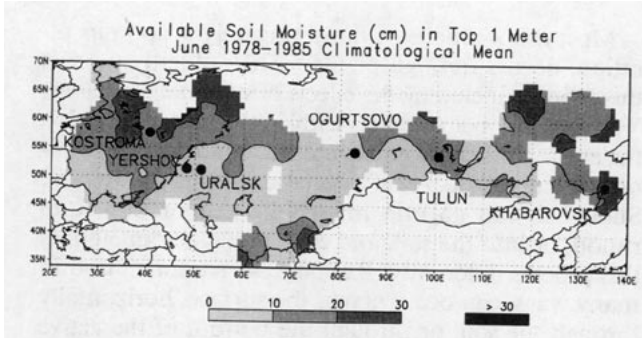 Available Soil Moisture (cm) in Top 1 Meter
June 1978-1985 Climatological Mean
70N
65N
60N
55N
50N
45N
40N
35N
OGURTSOVO
KOSTROMA
YERSHOV
URALSK
TULUN
KHABAROVSK
20E 30E 40E 50E 60E 70E 80E 90E 100E 110E 120E 130E 140E
10 20 30 > 30